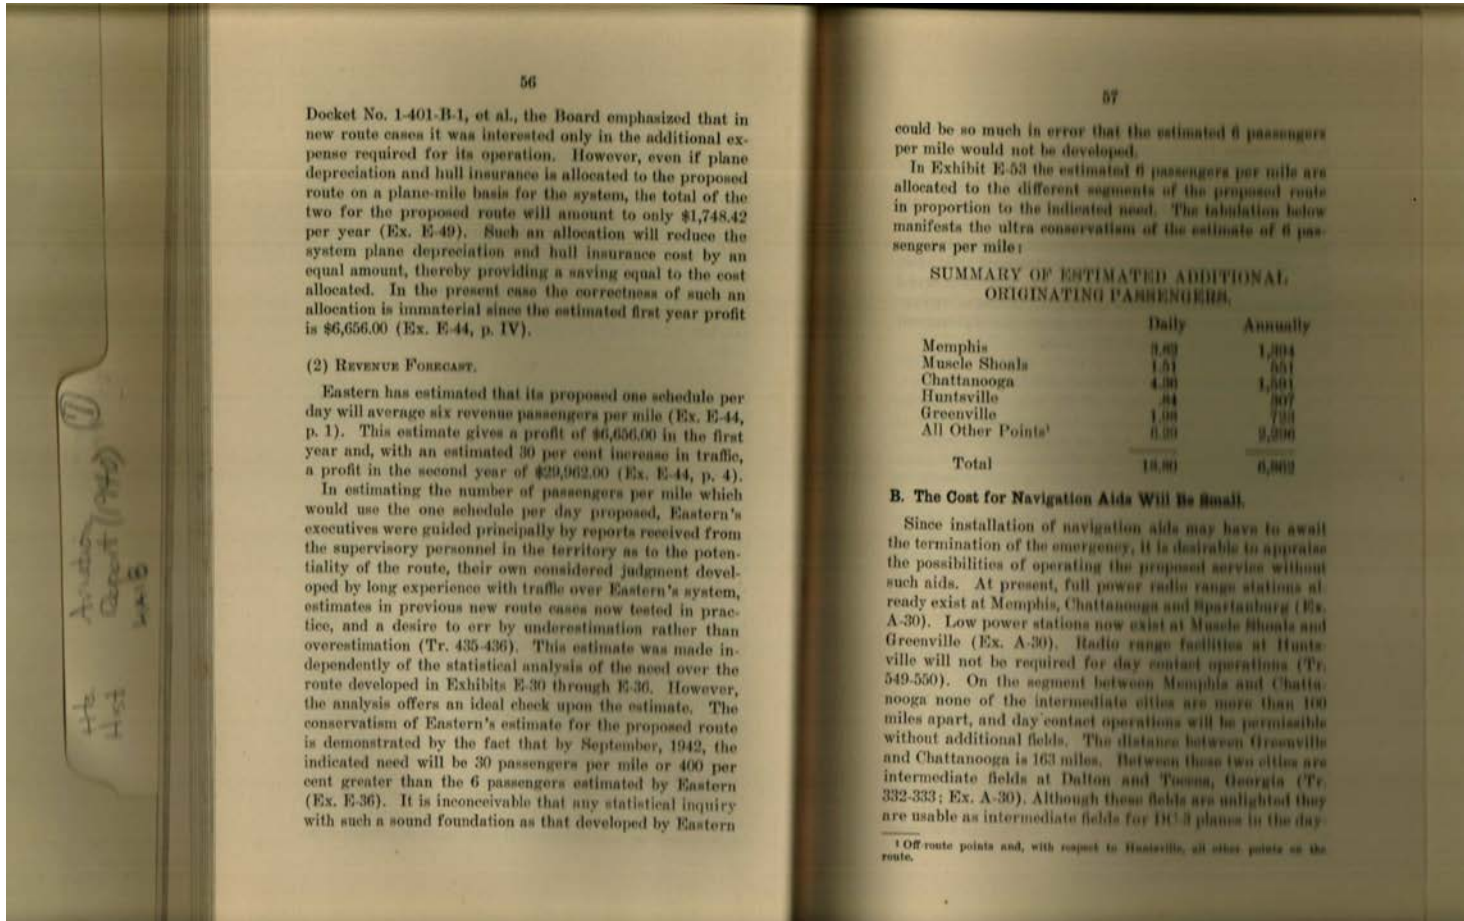 56
Docket No. 1-401-B-1, et al., the Board emphasized that in
new route cases it was interested only in the additional ex-
pense required for its operation. However, even if plane
depreciation and hull insurance is allocated to the proposed
route on a plane-mile basis for the system, the total of the
two for the proposed route will amount to only $1,748.42
per year (Ex. E-49). Such an allocation will reduce the
system plane depreciation and hull insurance cost by an
equal amount, thereby providing a saving equal to the cost
allocated. In the present case the correctness of such an
allocation is immaterial since the estimated first year profit
is $6,656.00 (Ex. E-44, p. IV).
(2) Revenue Forecast.
Eastern has estimated that its proposed one schedule per
day will average six revenue passengers per mile (Ex. E-44,
p. 1). This estimate gives a profit of $6,656.00 in the first
year and, with an estimated 30 per cent increase in traffic,
a profit in the second year of $29,962.00 (Ex. E-44, p. 4).
In estimating the number of passengers per mile which
would use the one schedule per day proposed, Eastern's
executives were guided principally by reports received from
the supervisory personnel in the territory as to the poten-
tiality of the route, their own considered judgment devel-
oped by long experience with traffic over Eastern's system,
estimates in previous new route cases now tested in prac-
tice, and a desire to err by underestimation rather than
overestimation (Tr. 435-436). This estimate was made in-
dependently of the statistical analysis of the need over the
route developed in Exhibits E-30 through E-36. However,
the analysis offers an ideal check upon the estimate. The
conservatism of Eastern's estimate for the proposed route
is demonstrated by the fact that by September, 1942, the
indicated need will be 30 passengers per mile or 400 per
cent greater than the 6 passengers estimated by Eastern
(Ex. E-36). It is inconceivable that any statistical inquiry
with such a sound foundation as that developed by Eastern
57
could be so much in error that the estimated 6 passengers
per mile would not be developed.
In Exhibit E-53 the estimated 6 passengers per mile are
allocated to the different segments of the proposed route
in proportion to the indicated need. The tabulation below
manifests the ultra conservatism of the estimate of 6 pas-
sengers per mile:
SUMMARY OF ESTIMATED ADDITIONAL
ORIGINATING PASSENGERS.
Daily Annually
Memphis
Muscle Shoals 1.51 551
Chattanooga
Huntsville .84 307
Greenville
All Other Points¹
Total
B. The Cost for Navigation Aids Will Be Small.
Since installation of navigation aids may have to await
the termination of the emergency, it is desirable to appraise
the possibilities of operating the proposed service without
such aids. At present, full power radio range stations al-
ready exist at Memphis, Chattanooga and Spartanburg (Ex.
A-30). Low power stations now exist at Muscle Shoals and
Greenville (Ex. A-30). Radio range facilities at Hunts-
ville will not be required for day contact operations (Tr.
549-550). On the segment between Memphis and Chatta-
nooga none of the intermediate cities are more than 100
miles apart, and day contact operations will be permissible
without additional fields. The distance between Greenville
and Chattanooga is 163 miles. Between these two cities are
intermediate fields at Dalton and Toccoa, Georgia (Tr.
332-333; Ex. A-30). Although these fields are unlighted they
are usable as intermediate fields for DC-3 planes in the day-
¹ Off-route points and, with respect to Huntsville, all other points on the
route.
Aviation
Hist